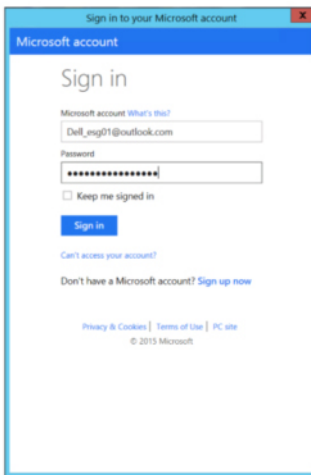 Sign in to your Microsoft account
x
Microsoft account
Sign in
Microsoft account What's this?
Dell_esg01@outlook.com
Password
••••••••••••••••
Keep me signed in
Sign in
Can't access your account?
Don't have a Microsoft account? Sign up now
Privacy & Cookies | Terms of Use | PC site
© 2015 Microsoft